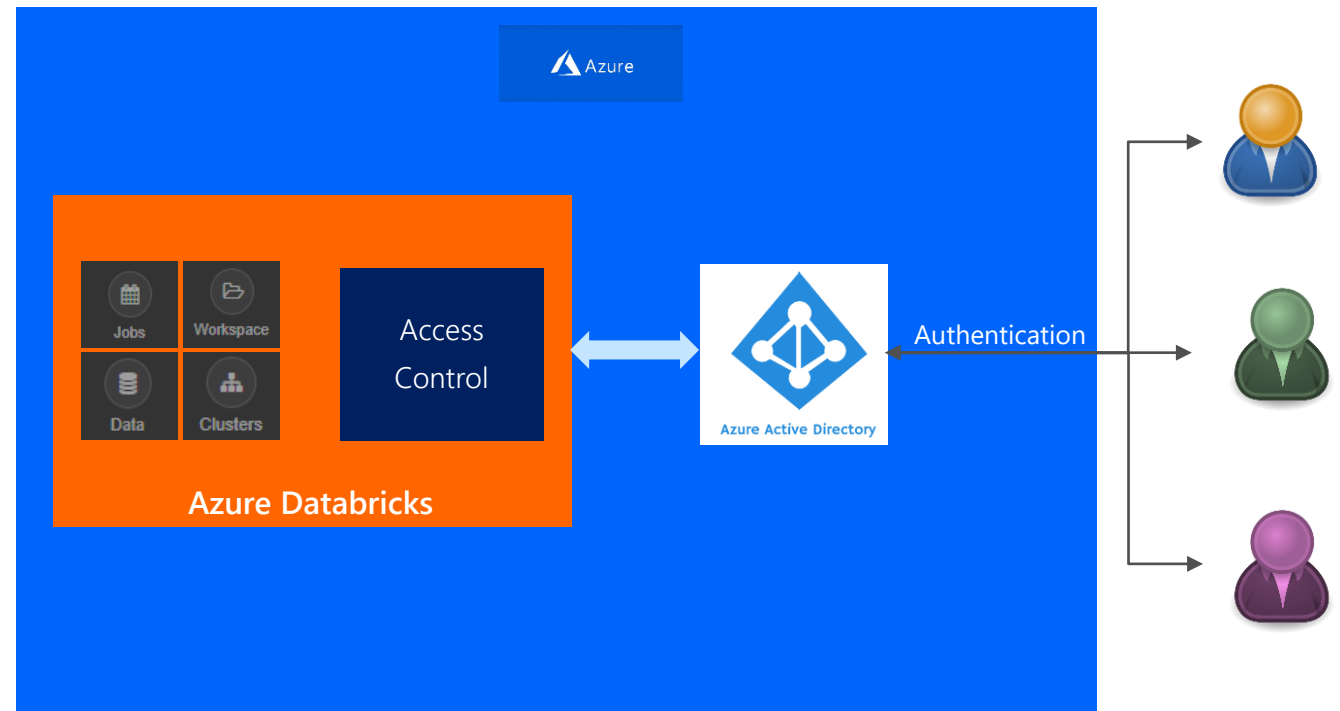 Azure
Jobs
Workspace
Data
Clusters
Access
Control
Azure Databricks
Azure Active Directory
Authentication